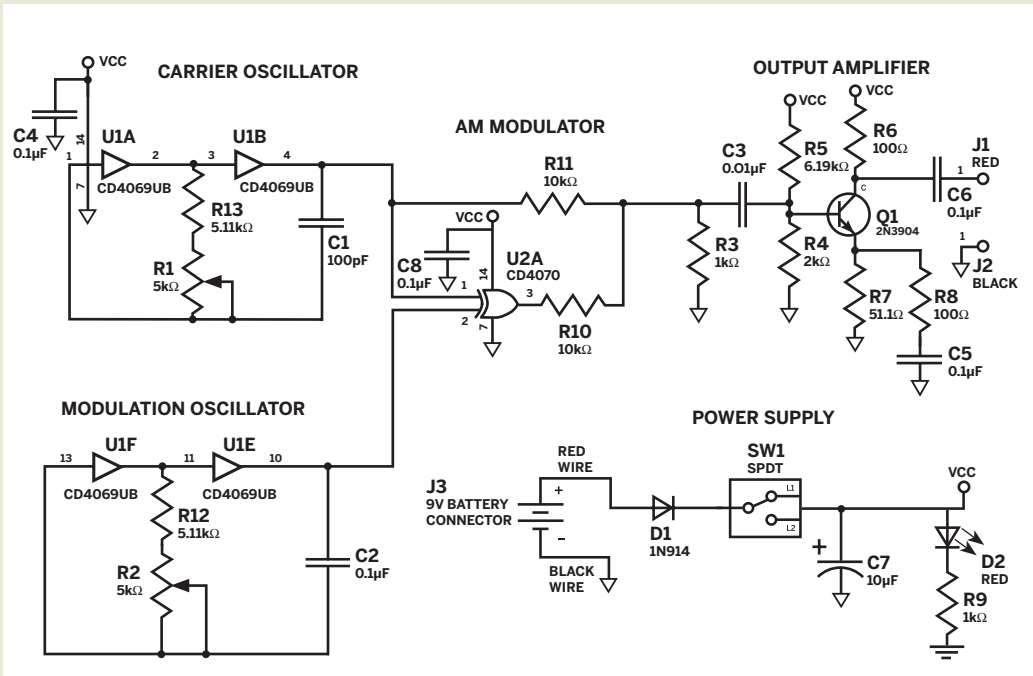 CARRIER OSCILLATOR
VCC
C4
0.1µF
14
1
7
U1A
CD4069UB
2
3
U1B
4
CD4069UB
R13
5.11kΩ
R1
5kΩ
C1
100pF
AM MODULATOR
R11
10kΩ
VCC
C8
0.1µF
14
U2A
CD4070
1
2
3
7
R10
10kΩ
OUTPUT AMPLIFIER
VCC
VCC
C3
0.01µF
R5
6.19kΩ
R6
100Ω
J1
RED
1
C6
0.1µF
C
Q1
2N3904
R3
1kΩ
R4
2kΩ
1
J2
BLACK
R7
51.1Ω
R8
100Ω
C5
0.1µF
MODULATION OSCILLATOR
U1F
U1E
13
11
10
CD4069UB
CD4069UB
R12
5.11kΩ
R2
5kΩ
C2
0.1µF
POWER SUPPLY
RED
WIRE
J3
9V BATTERY
CONNECTOR
+
–
BLACK
WIRE
D1
1N914
SW1
SPDT
L1
L2
VCC
+
C7
10µF
D2
RED
R9
1kΩ